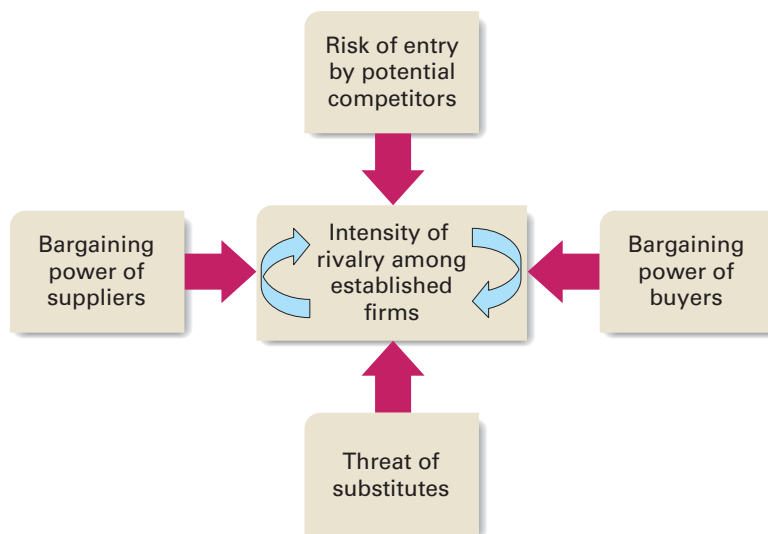 Risk of entry
by potential
competitors
Bargaining
power of
suppliers
Intensity of
rivalry among
established
firms
Bargaining
power of
buyers
Threat of
substitutes